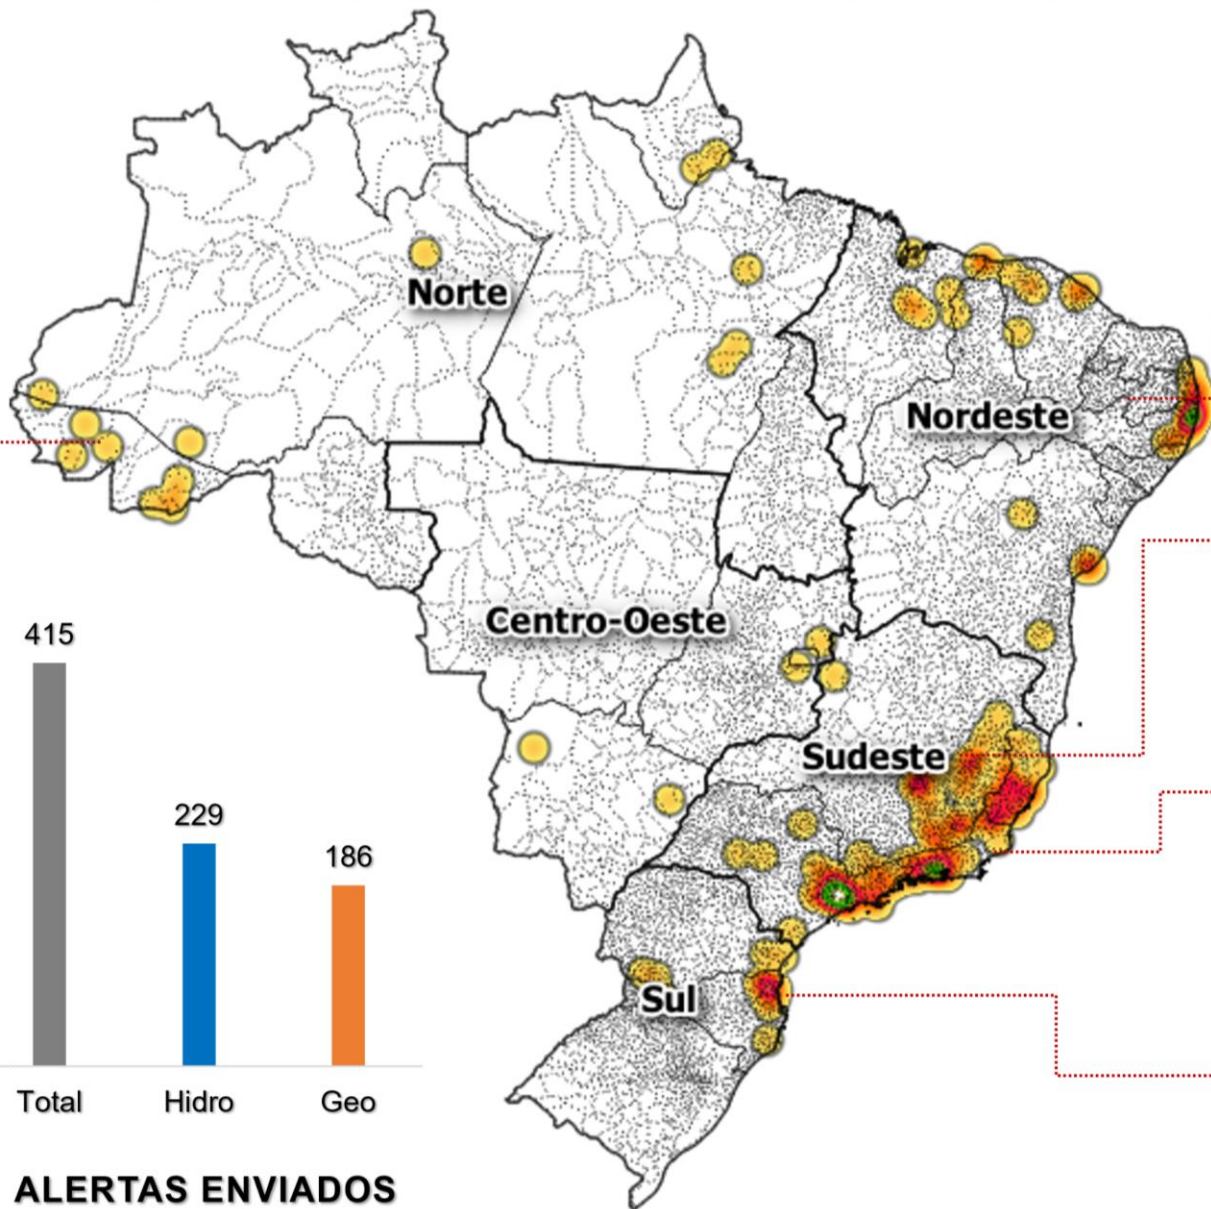 Norte
Nordeste
Centro-Oeste
415
Sudeste
229
186
Sul
Total Hidro Geo
ALERTAS ENVIADOS